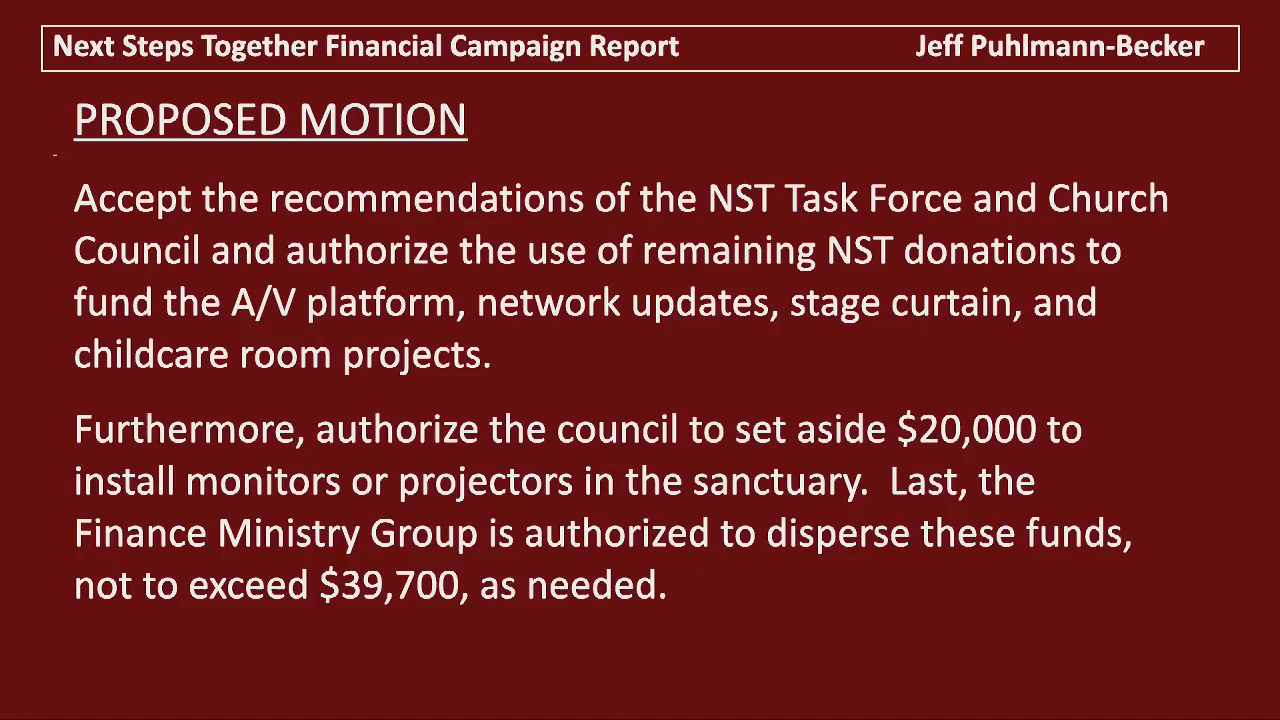 Next Steps Together Financial Campaign Report Jeff Puhlmann-Becker
PROPOSED MOTION
Accept the recommendations of the NST Task Force and Church
Council and authorize the use of remaining NST donations to
fund the A/V platform, network updates, stage curtain, and
childcare room projects.
Furthermore, authorize the council to set aside $20,000 to
install monitors or projectors in the sanctuary.  Last, the
Finance Ministry Group is authorized to disperse these funds,
not to exceed $39,700, as needed.